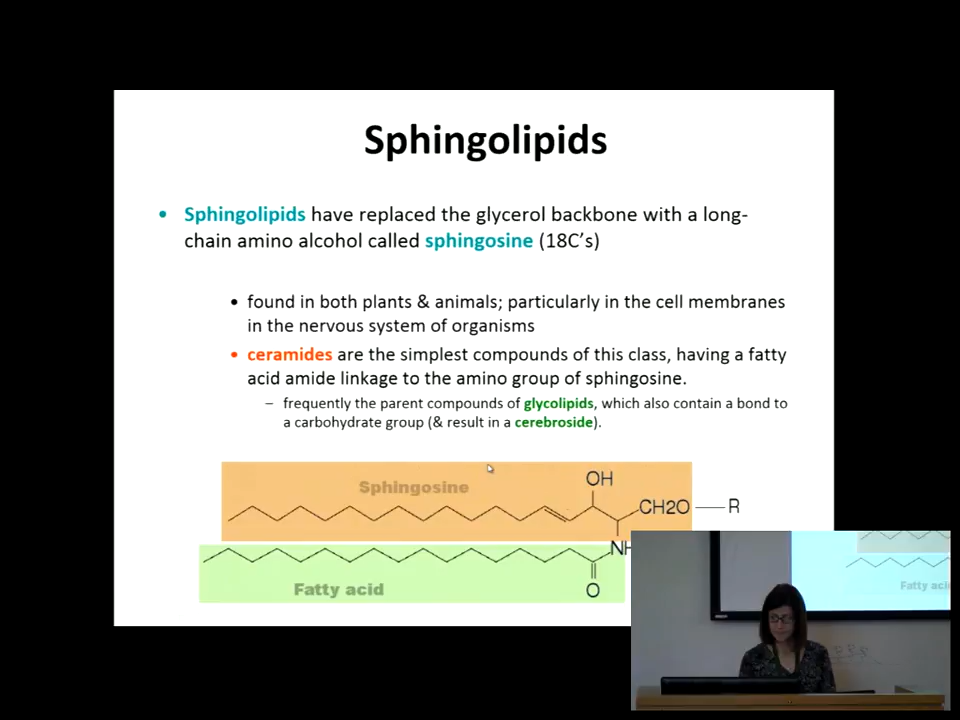 Sphingolipids
• Sphingolipids have replaced the glycerol backbone with a long-
chain amino alcohol called sphingosine (18C's)
• found in both plants & animals; particularly in the cell membranes
in the nervous system of organisms
• ceramides are the simplest compounds of this class, having a fatty
acid amide linkage to the amino group of sphingosine.
– frequently the parent compounds of glycolipids, which also contain a bond to
a carbohydrate group (& result in a cerebroside).
Sphingosine
OH
CH2O
R
NH
Fatty acid
O
Fatty aci